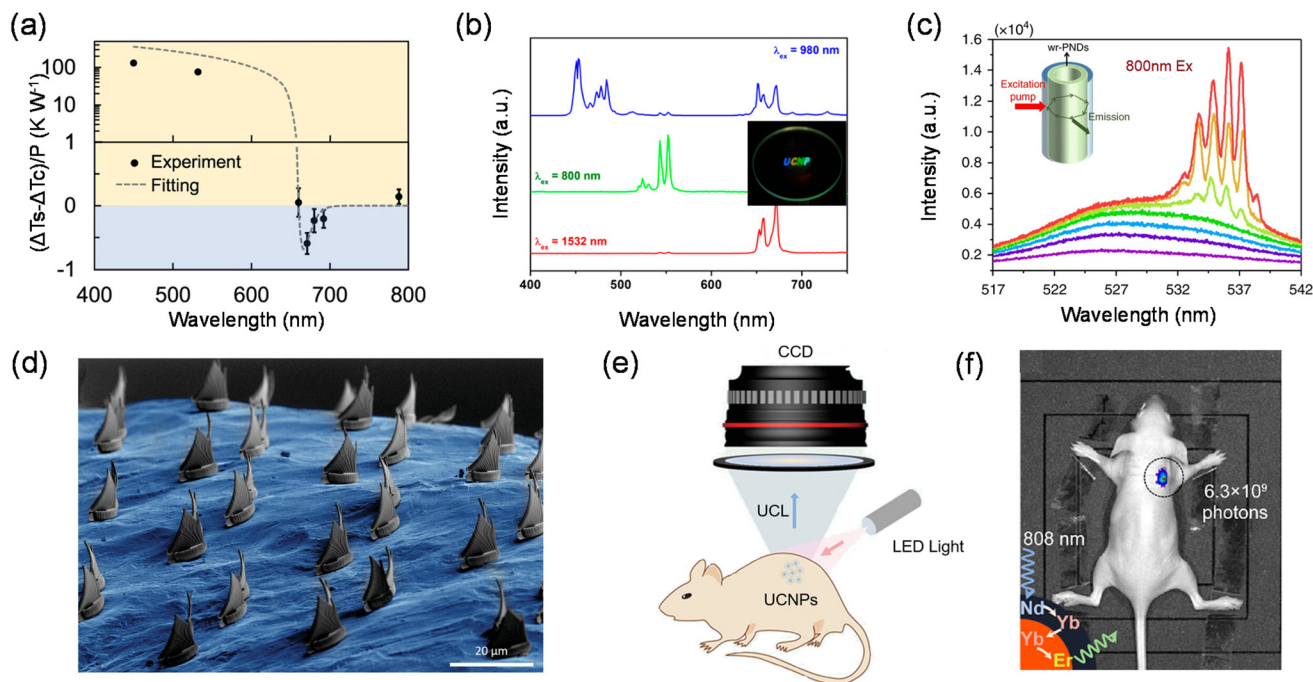 (a)
(ΔTs-ΔTc)/P (K W⁻¹)
100
10
1
0
-1
Experiment
Fitting
400 500 600 700 800
Wavelength (nm)
(b)
Intensity (a.u.)
λex = 980 nm
λex = 800 nm
UCNP
λex = 1532 nm
400 500 600 700
Wavelength (nm)
(c)
(×10⁴)
Intensity (a.u.)
1.6
1.4
1.2
1.0
0.8
0.6
0.4
0.2
wr-PNDs
800nm Ex
Excitation
pump
Emission
517 522 527 532 537 542
Wavelength (nm)
(d)
20 μm
(e)
CCD
UCL
LED Light
UCNPs
(f)
6.3×10⁹
photons
808 nm
Nd
Yb
Yb
Er